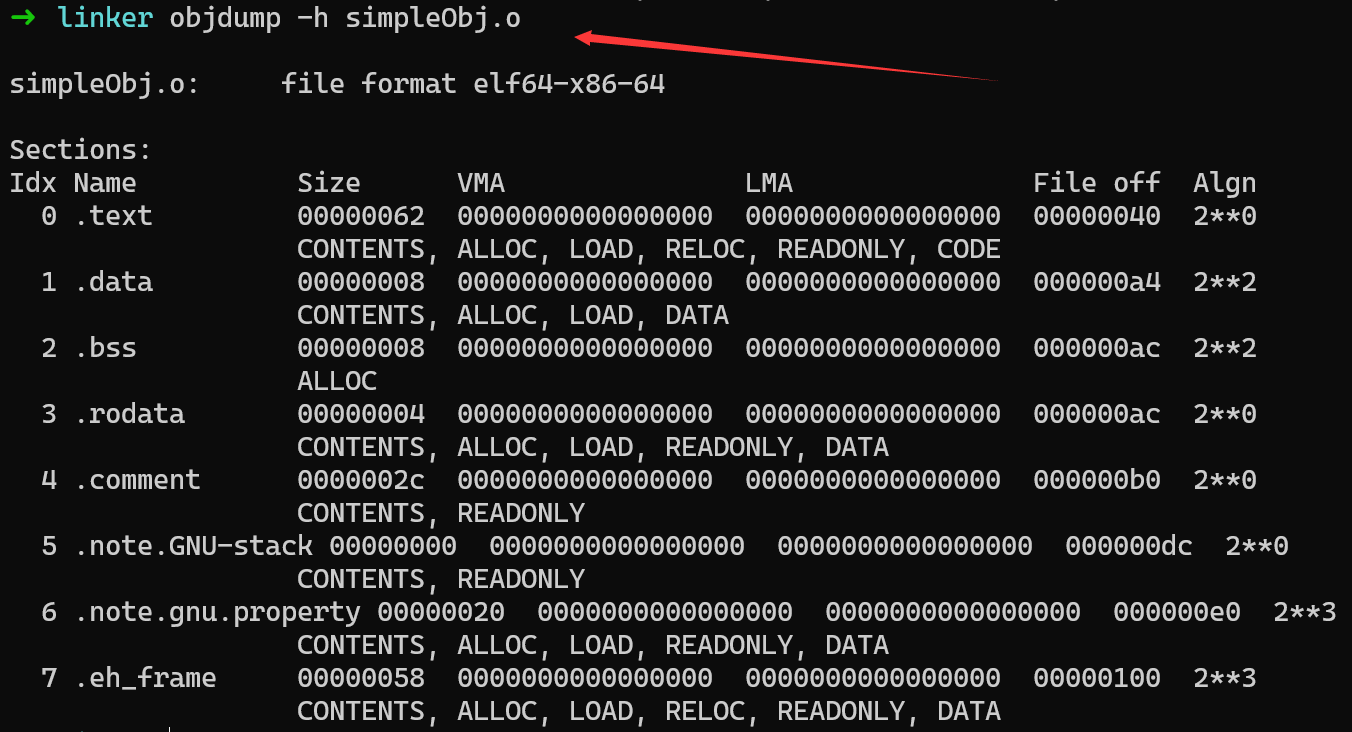 ➜ linker objdump -h simpleObj.o
simpleObj.o:     file format elf64-x86-64
Sections:
Idx Name          Size      VMA               LMA               File off  Algn
  0 .text         00000062  0000000000000000  0000000000000000  00000040  2**0
                  CONTENTS, ALLOC, LOAD, RELOC, READONLY, CODE
  1 .data         00000008  0000000000000000  0000000000000000  000000a4  2**2
                  CONTENTS, ALLOC, LOAD, DATA
  2 .bss          00000008  0000000000000000  0000000000000000  000000ac  2**2
                  ALLOC
  3 .rodata       00000004  0000000000000000  0000000000000000  000000ac  2**0
                  CONTENTS, ALLOC, LOAD, READONLY, DATA
  4 .comment      0000002c  0000000000000000  0000000000000000  000000b0  2**0
                  CONTENTS, READONLY
  5 .note.GNU-stack 00000000  0000000000000000  0000000000000000  000000dc  2**0
                  CONTENTS, READONLY
  6 .note.gnu.property 00000020  0000000000000000  0000000000000000  000000e0  2**3
                  CONTENTS, ALLOC, LOAD, READONLY, DATA
  7 .eh_frame     00000058  0000000000000000  0000000000000000  00000100  2**3
                  CONTENTS, ALLOC, LOAD, RELOC, READONLY, DATA